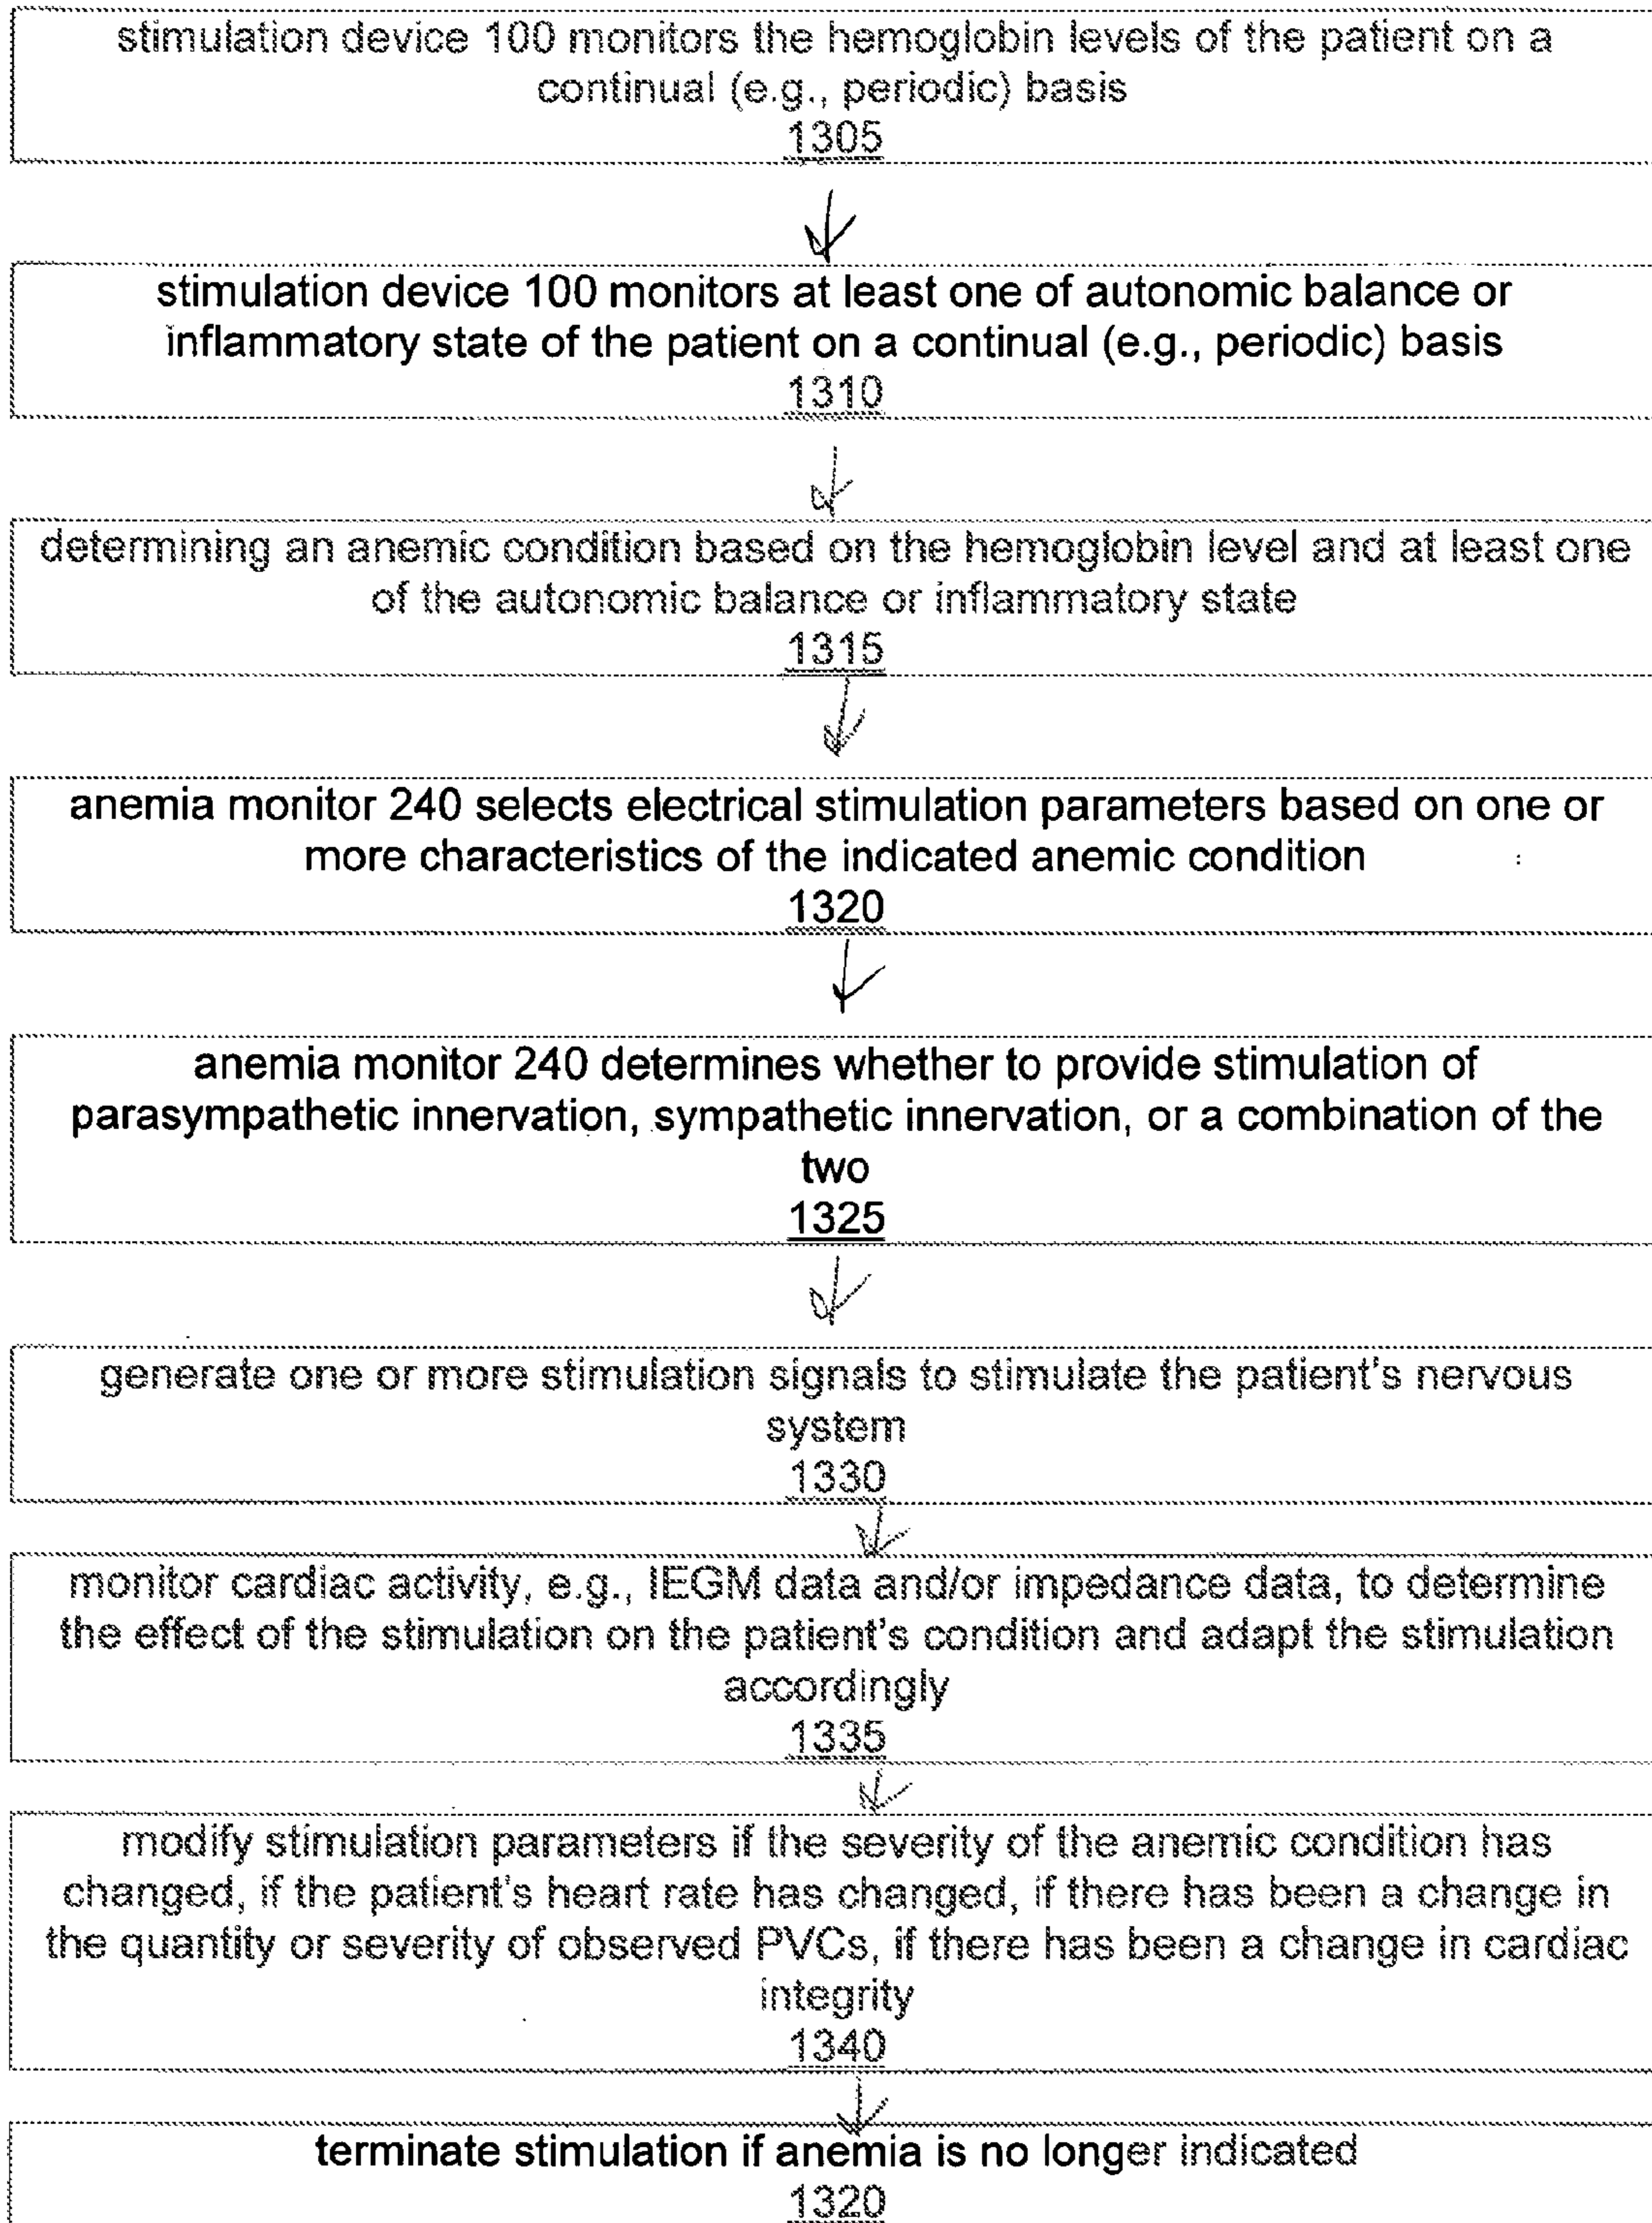 stimulation device 100 monitors the hemoglobin levels of the patient on a
continual (e.g., periodic) basis
1305
stimulation device 100 monitors at least one of autonomic balance or
inflammatory state of the patient on a continual (e.g., periodic) basis
1310
determining an anemic condition based on the hemoglobin level and at least one
of the autonomic balance or inflammatory state
1315
anemia monitor 240 selects electrical stimulation parameters based on one or
more characteristics of the indicated anemic condition
1320
anemia monitor 240 determines whether to provide stimulation of
parasympathetic innervation, sympathetic innervation, or a combination of the
two
1325
generate one or more stimulation signals to stimulate the patient's nervous
system
1330
monitor cardiac activity, e.g., IEGM data and/or impedance data, to determine
the effect of the stimulation on the patient's condition and adapt the stimulation
accordingly
1335
modify stimulation parameters if the severity of the anemic condition has
changed, if the patient's heart rate has changed, if there has been a change in
the quantity or severity of observed PVCs, if there has been a change in cardiac
integrity
1340
terminate stimulation if anemia is no longer indicated
1320